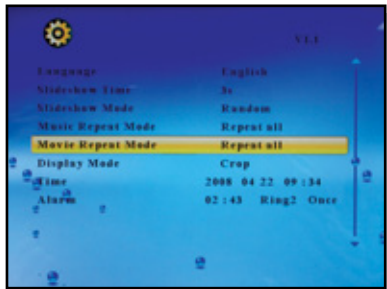 V1.1
Language English
Slideshow Time 3s
Slideshow Mode Random
Music Repeat Mode Repeat all
Movie Repeat Mode Repeat all
Display Mode Crop
Time 2008 04 22 09:34
Alarm 02:43 Ring2 Once